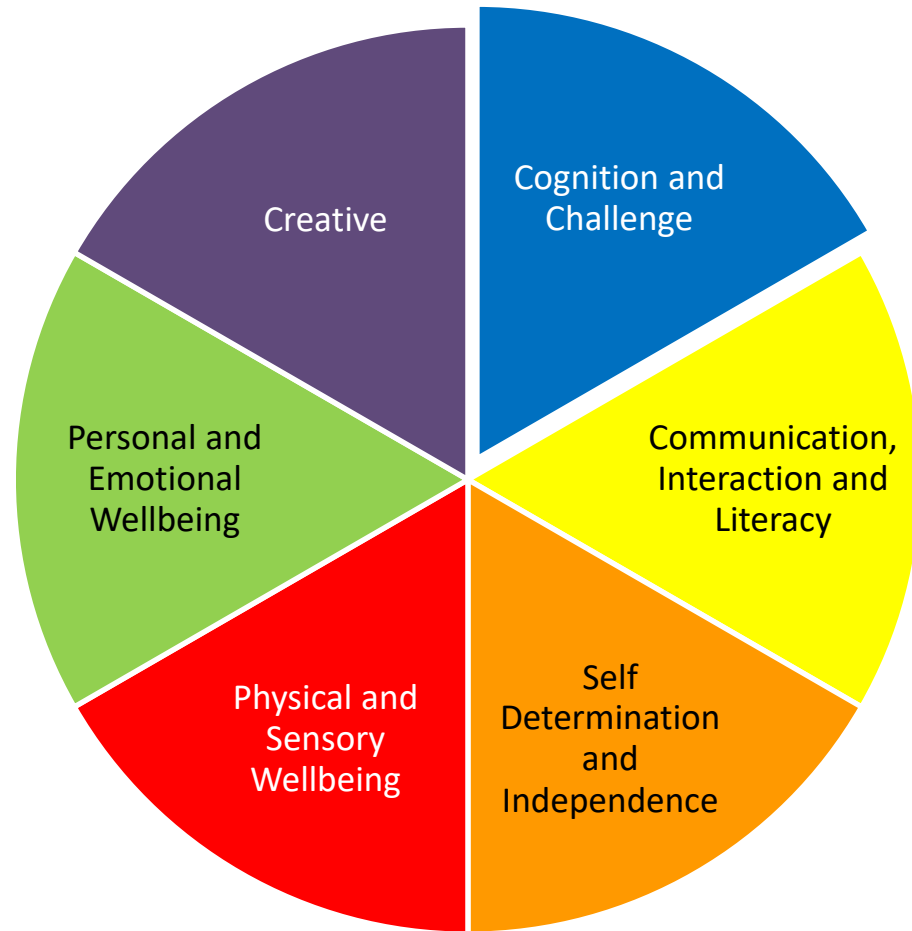 Cognition and
Challenge
Communication,
Interaction and
Literacy
Self
Determination
and
Independence
Physical and
Sensory
Wellbeing
Personal and
Emotional
Wellbeing
Creative